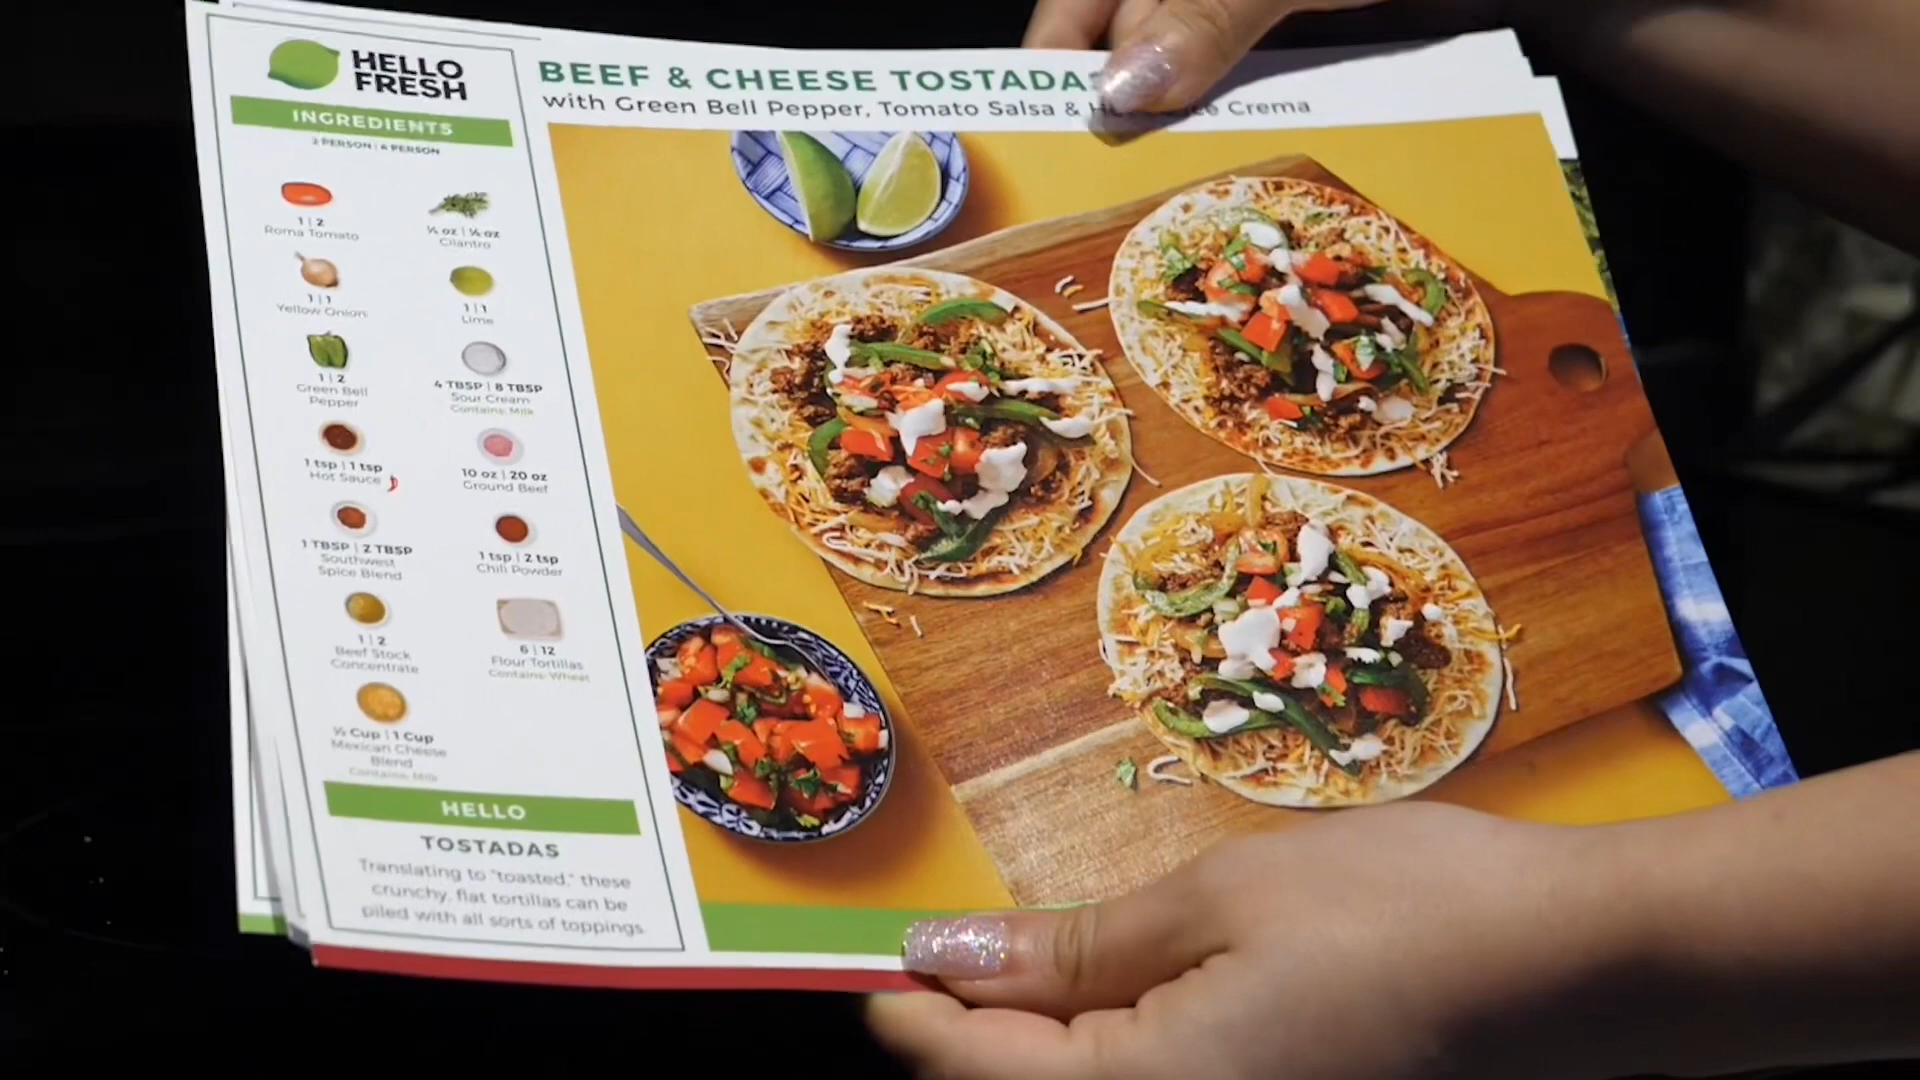 HELLO
FRESH
INGREDIENTS
2 PERSON | 4 PERSON
1 | 2
Roma Tomato
¼ oz | ¼ oz
Cilantro
1 | 1
Yellow Onion
1 | 1
Lime
1 | 2
Green Bell
Pepper
4 TBSP | 8 TBSP
Sour Cream
Contains: Milk
1 tsp | 1 tsp
Hot Sauce
10 oz | 20 oz
Ground Beef
1 TBSP | 2 TBSP
Southwest
Spice Blend
1 tsp | 2 tsp
Chili Powder
1 | 2
Beef Stock
Concentrate
6 | 12
Flour Tortillas
Contains: Wheat
½ Cup | 1 Cup
Mexican Cheese
Blend
Contains: Milk
HELLO
TOSTADAS
Translating to "toasted," these
crunchy, flat tortillas can be
piled with all sorts of toppings.
BEEF & CHEESE TOSTADAS
with Green Bell Pepper, Tomato Salsa & Crema